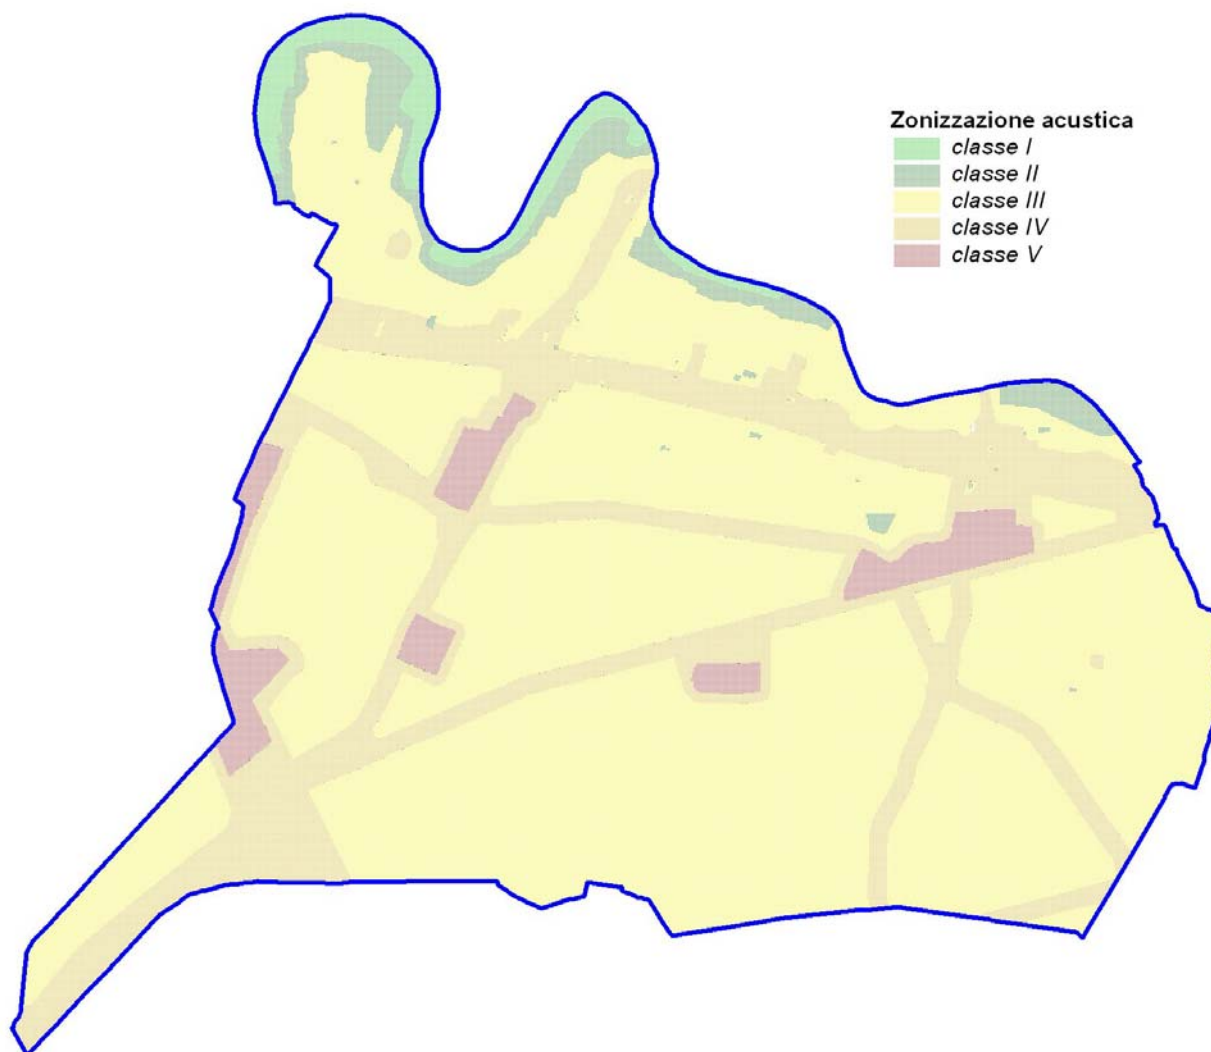 Zonizzazione acustica
classe I
classe II
classe III
classe IV
classe V